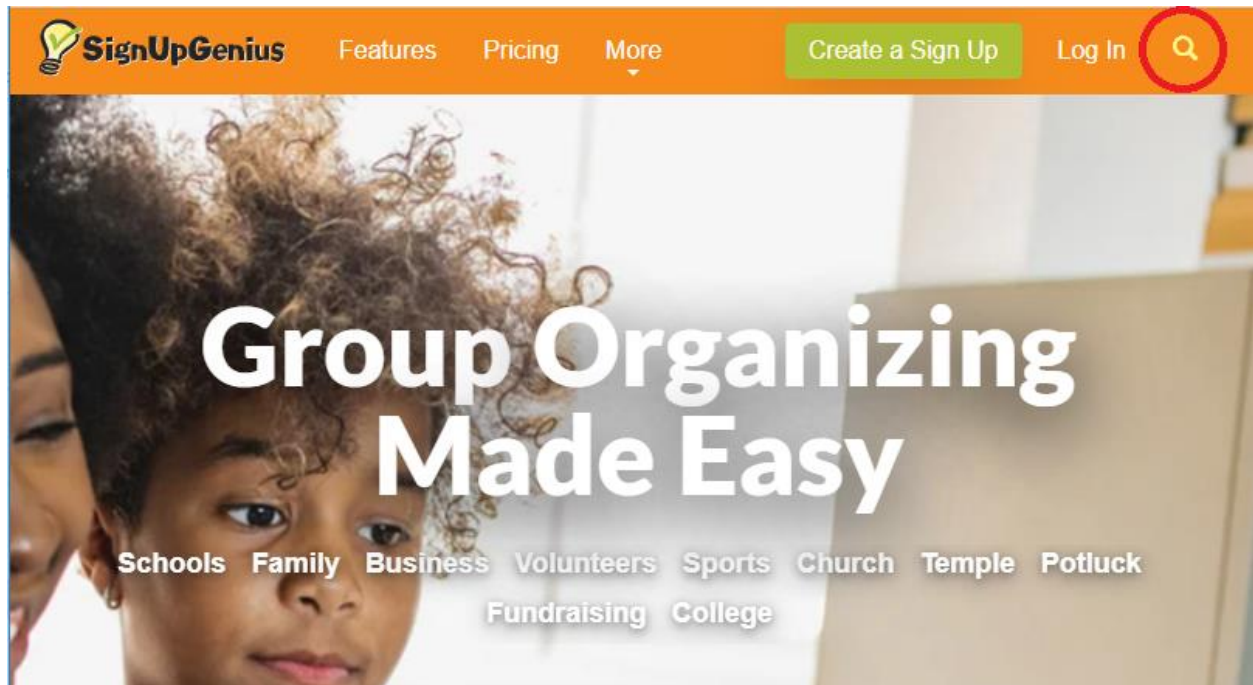 SignUpGenius Features Pricing More Create a Sign Up Log In
Group Organizing
Made Easy
Schools Family Business Volunteers Sports Church Temple Potluck
Fundraising College